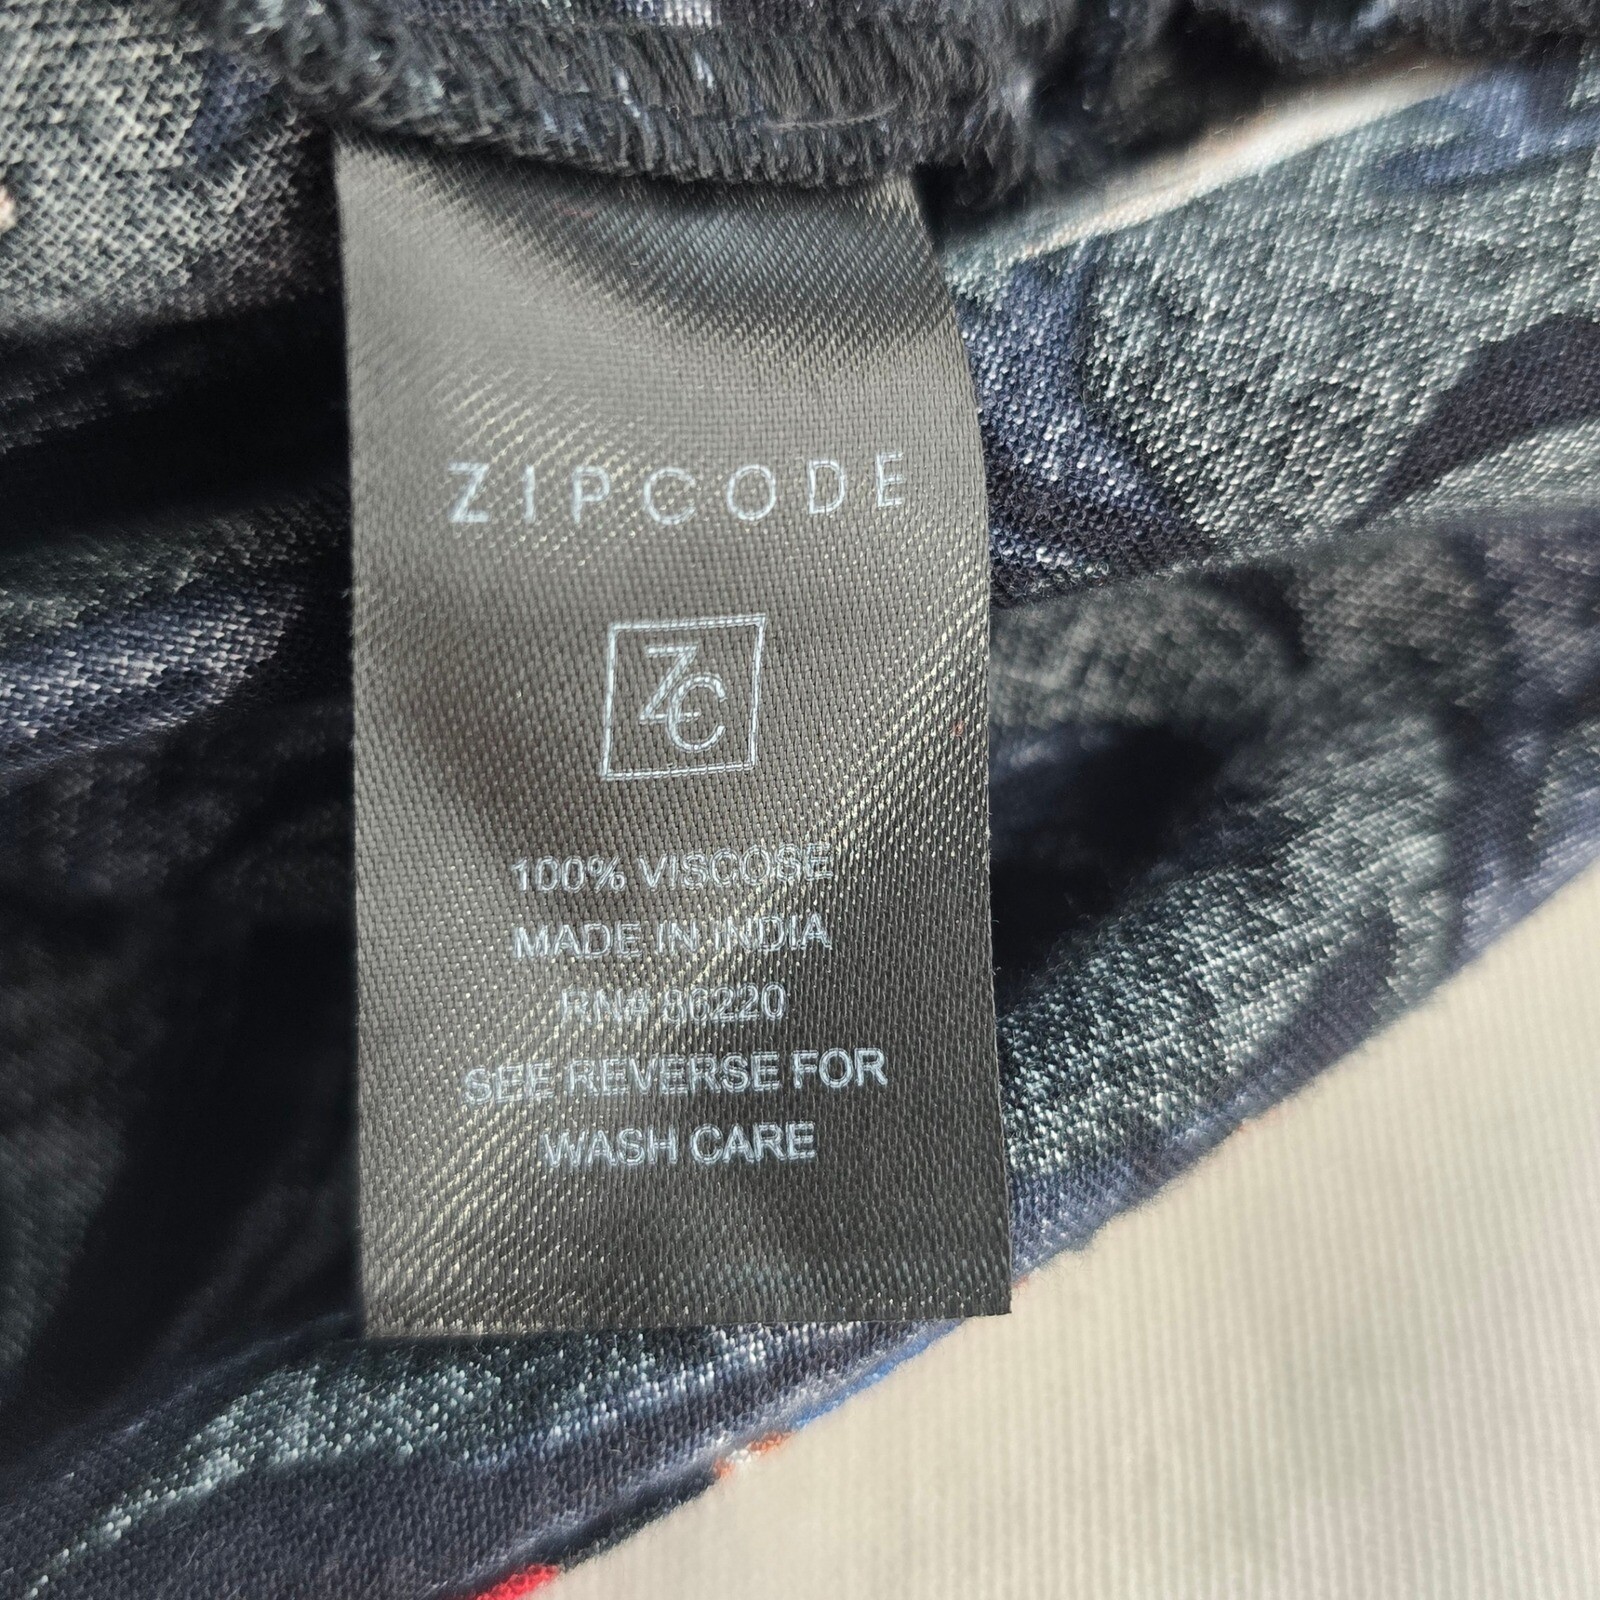 ZIPCODE
ZC
100% VISCOSE
MADE IN INDIA
RN# 86220
SEE REVERSE FOR
WASH CARE